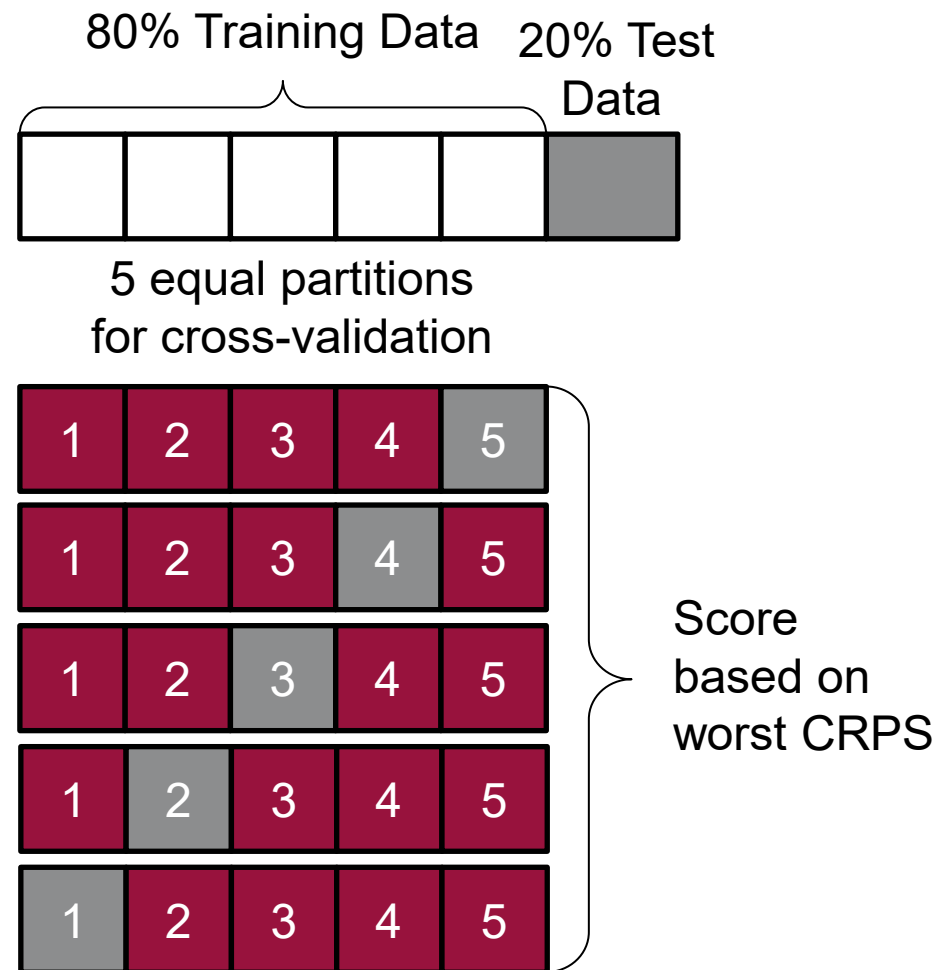 80% Training Data
20% Test
Data
5 equal partitions
for cross-validation
1 2 3 4 5
1 2 3 4 5
1 2 3 4 5
1 2 3 4 5
1 2 3 4 5
Score
based on
worst CRPS